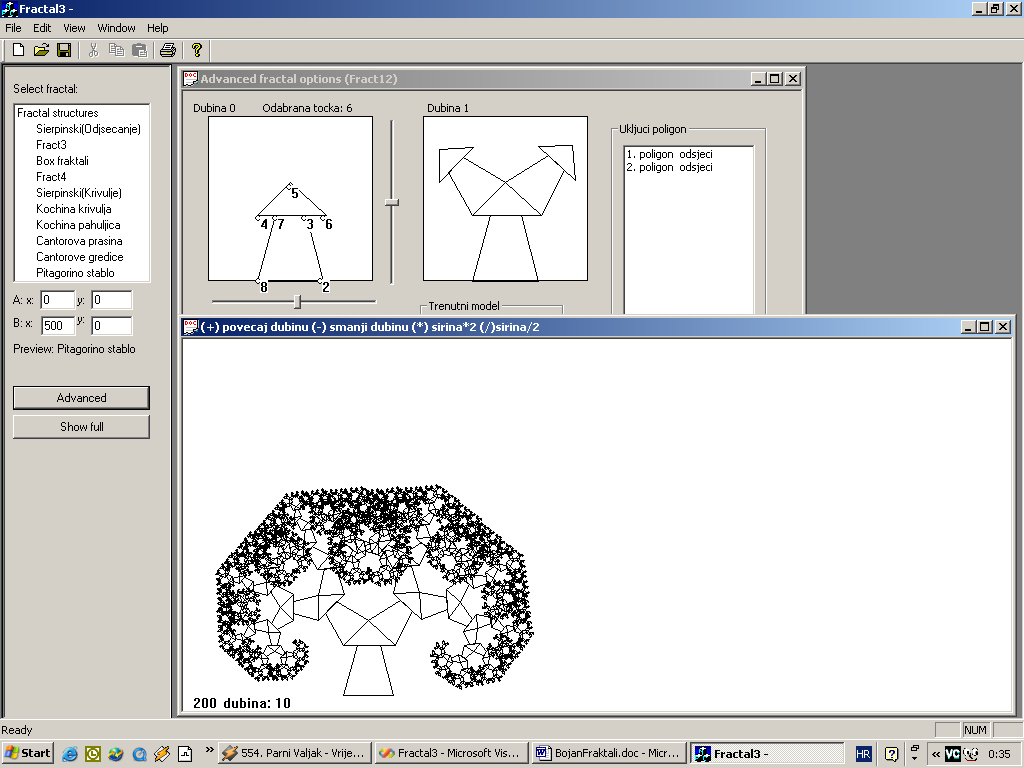 Fractal3 -
File Edit View Window Help
Select fractal:
Fractal structures
Sierpinski(Odjsecanje)
Fract3
Box fraktali
Fract4
Sierpinski(Krivulje)
Kochina krivulja
Kochina pahuljica
Cantorova prasina
Cantorove gredice
Pitagorino stablo
A: x: 0 y: 0
B: x: 500 y: 0
Preview: Pitagorino stablo
Advanced
Show full
Advanced fractal options (Fract12)
Dubina 0 Odabrana tocka: 6 Dubina 1
5
4 7 3 6
8 2
Ukljuci poligon
1. poligon odsjeci
2. poligon odsjeci
Trenutni model
(+) povecaj dubinu (-) smanji dubinu (*) sirina*2 (/)sirina/2
200 dubina: 10
Ready NUM
Start » 554. Parni Valjak - Vrije... Fractal3 - Microsoft Vis... BojanFraktali.doc - Micr... Fractal3 - HR « VC 0:35